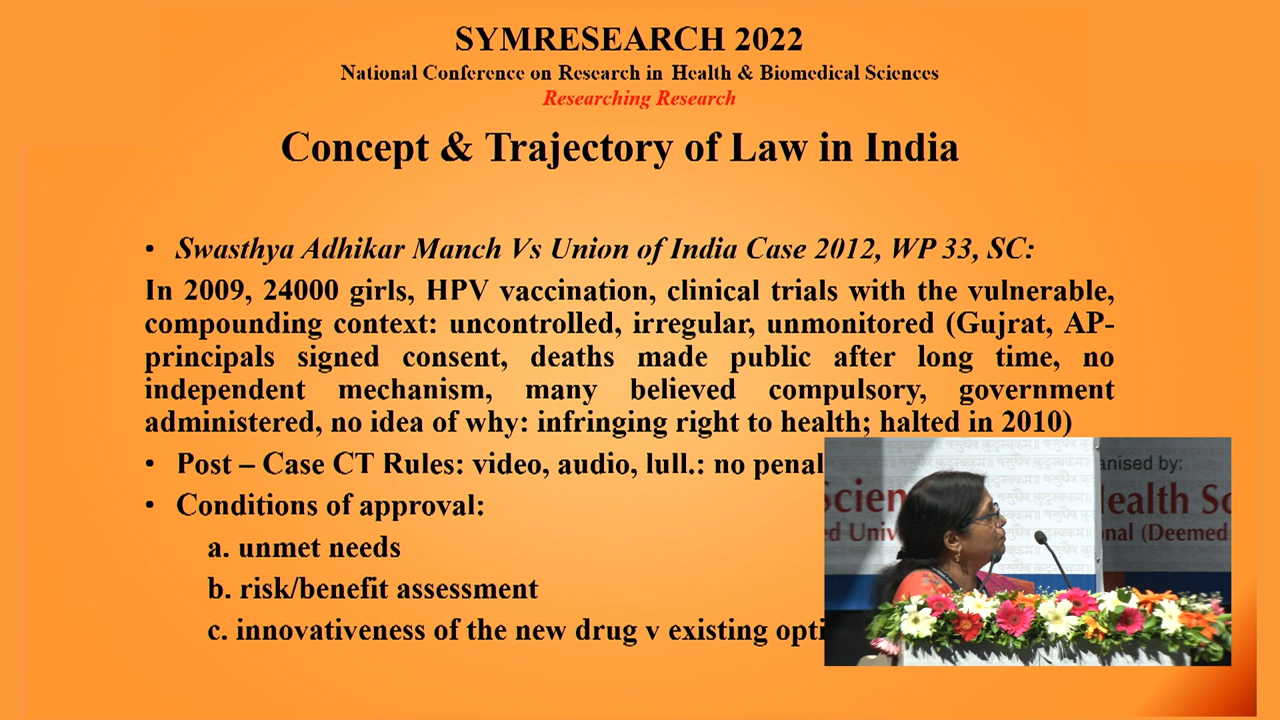 SYMRESEARCH 2022
National Conference on Research in Health & Biomedical Sciences
Researching Research
Concept & Trajectory of Law in India
• Swasthya Adhikar Manch Vs Union of India Case 2012, WP 33, SC:
In 2009, 24000 girls, HPV vaccination, clinical trials with the vulnerable,
compounding context: uncontrolled, irregular, unmonitored (Gujrat, AP-
principals signed consent, deaths made public after long time, no
independent mechanism, many believed compulsory, government
administered, no idea of why: infringing right to health; halted in 2010)
• Post – Case CT Rules: video, audio, lull.: no penal
• Conditions of approval:
a. unmet needs
b. risk/benefit assessment
c. innovativeness of the new drug v existing opti
anised by:
Scien
ealth Sc
ed Univ
onal (Deemed